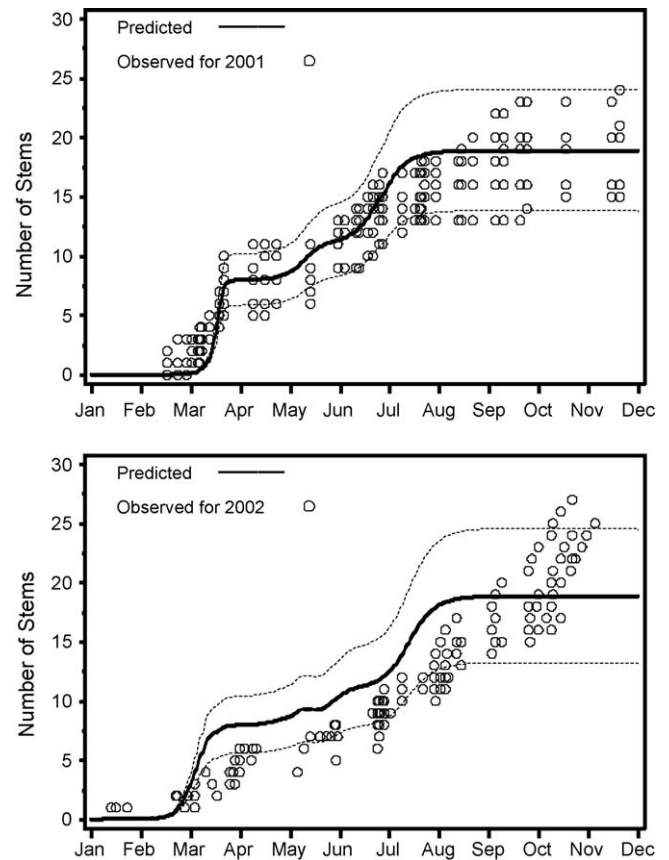 30
Predicted
25
Observed for 2001
20
15
10
5
0
Number of Stems
Jan Feb Mar Apr May Jun Jul Aug Sep Oct Nov Dec
30
Predicted
25
Observed for 2002
20
15
10
5
0
Number of Stems
Jan Feb Mar Apr May Jun Jul Aug Sep Oct Nov Dec